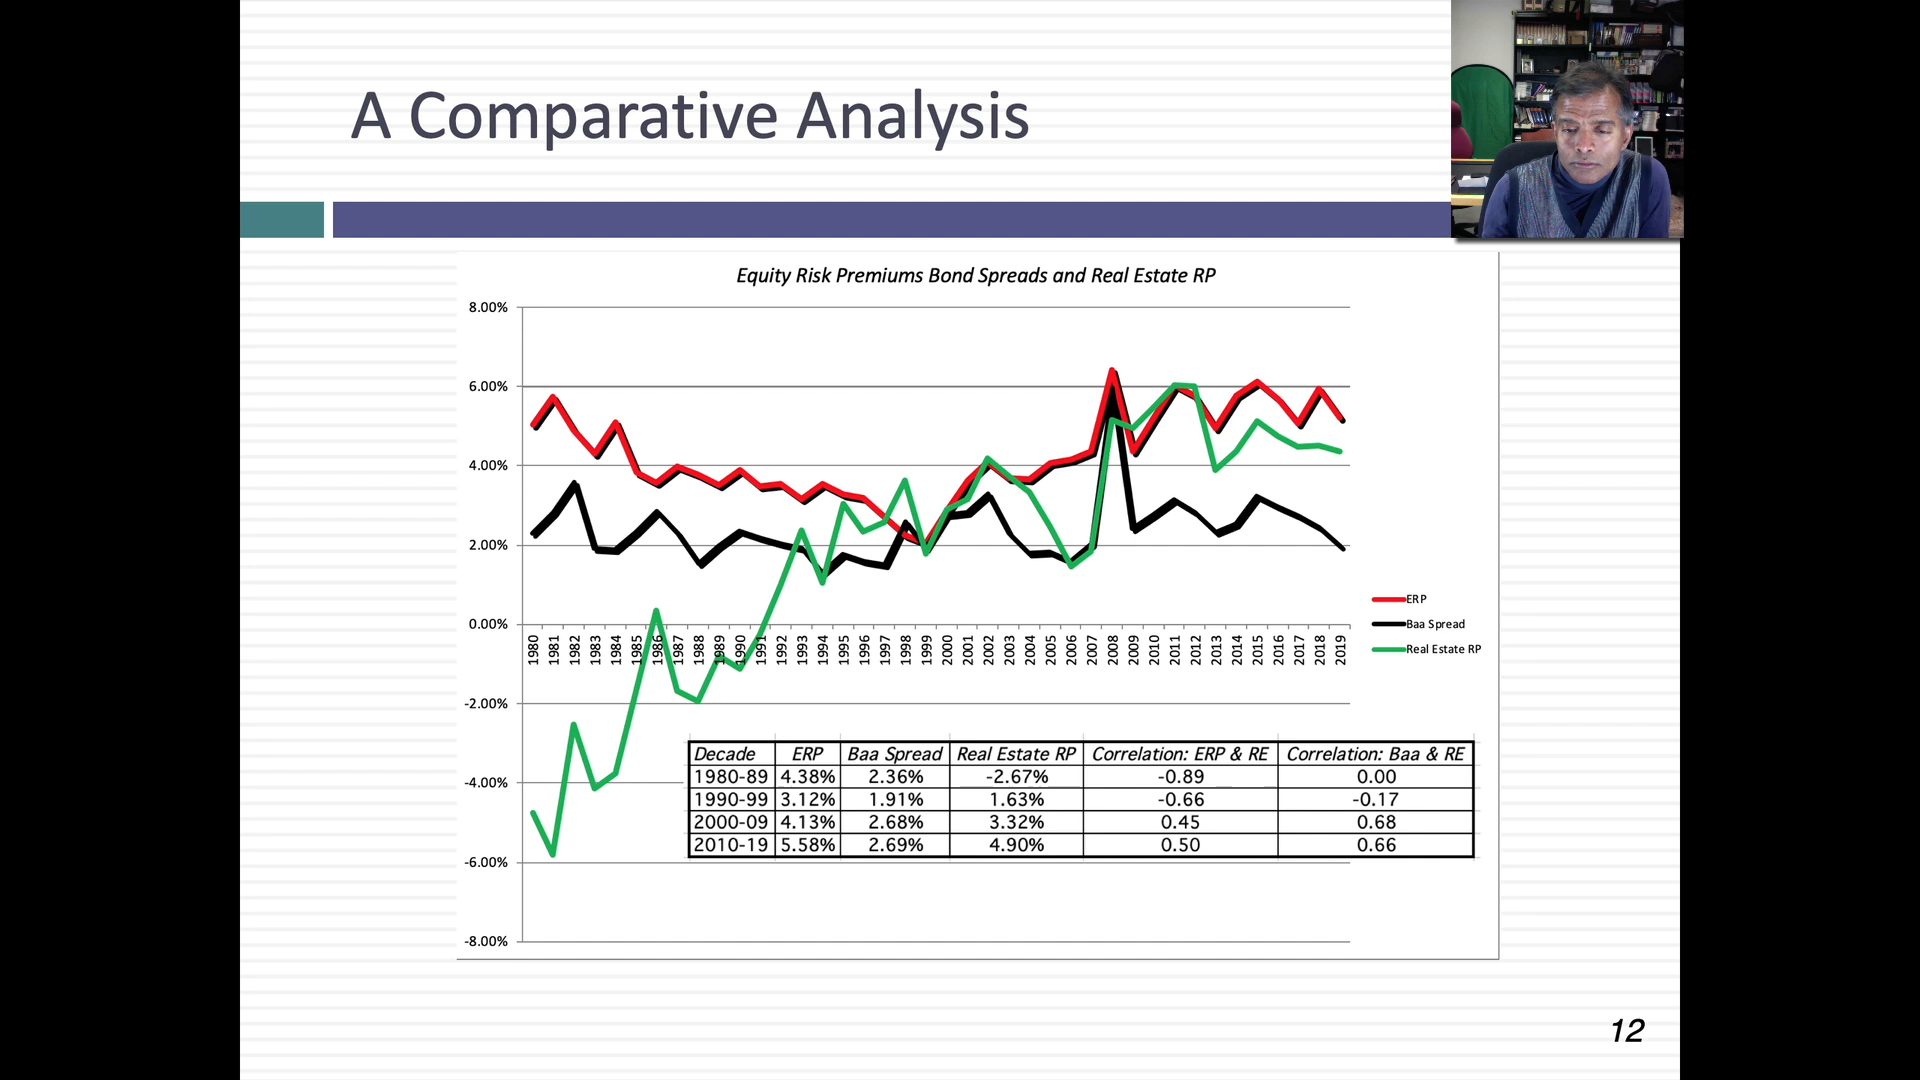 A Comparative Analysis
Equity Risk Premiums Bond Spreads and Real Estate RP
8.00%
6.00%
4.00%
2.00%
0.00%
-2.00%
-4.00%
-6.00%
-8.00%
1980 1981 1982 1983 1984 1985 1986 1987 1988 1989 1990 1991 1992 1993 1994 1995 1996 1997 1998 1999 2000 2001 2002 2003 2004 2005 2006 2007 2008 2009 2010 2011 2012 2013 2014 2015 2016 2017 2018 2019
ERP
Baa Spread
Real Estate RP
Decade ERP Baa Spread Real Estate RP Correlation: ERP & RE Correlation: Baa & RE
1980-89 4.38% 2.36% -2.67% -0.89 0.00
1990-99 3.12% 1.91% 1.63% -0.66 -0.17
2000-09 4.13% 2.68% 3.32% 0.45 0.68
2010-19 5.58% 2.69% 4.90% 0.50 0.66
12